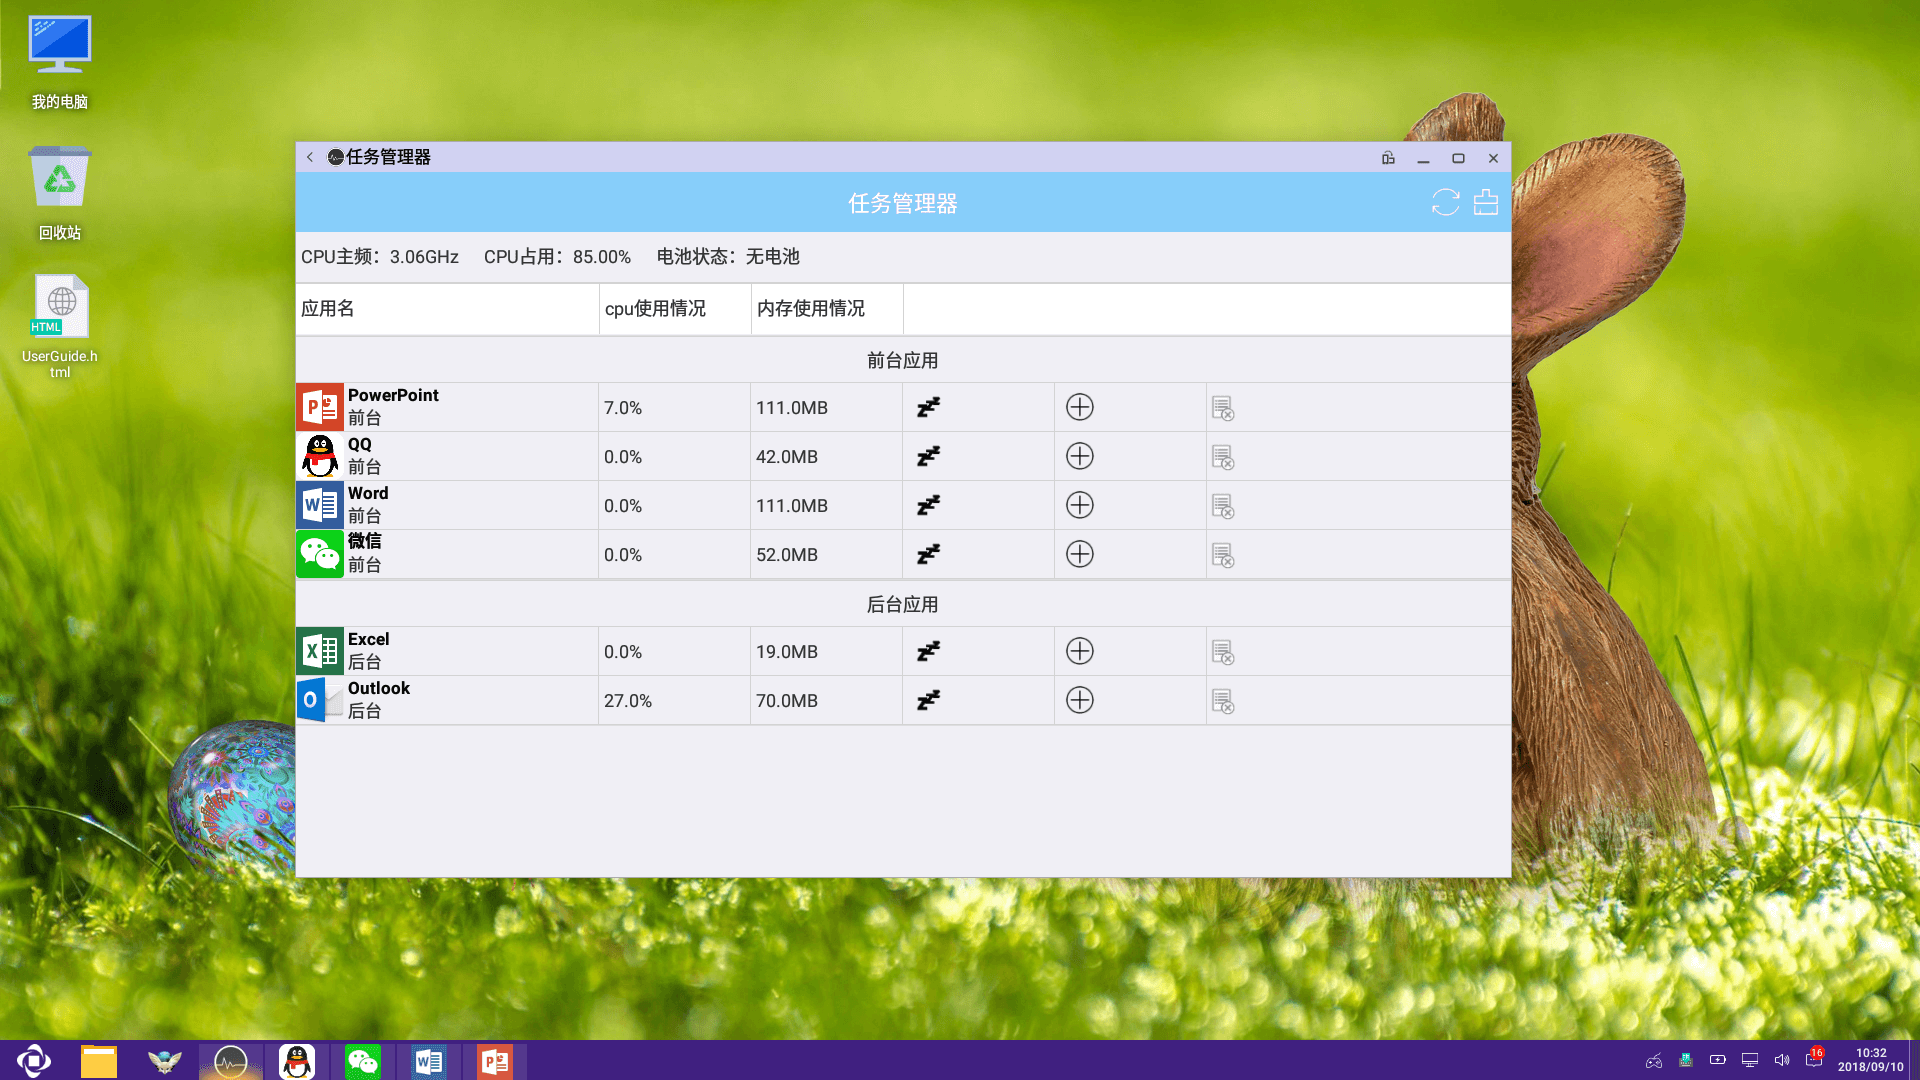 我的电脑
回收站
HTML
UserGuide.h
tml
任务管理器
任务管理器
CPU主频：3.06GHz CPU占用：85.00% 电池状态：无电池
应用名 cpu使用情况 内存使用情况
前台应用
PowerPoint
前台
7.0% 111.0MB
QQ
前台
0.0% 42.0MB
Word
前台
0.0% 111.0MB
微信
前台
0.0% 52.0MB
后台应用
Excel
后台
0.0% 19.0MB
Outlook
后台
27.0% 70.0MB
16
10:32
2018/09/10